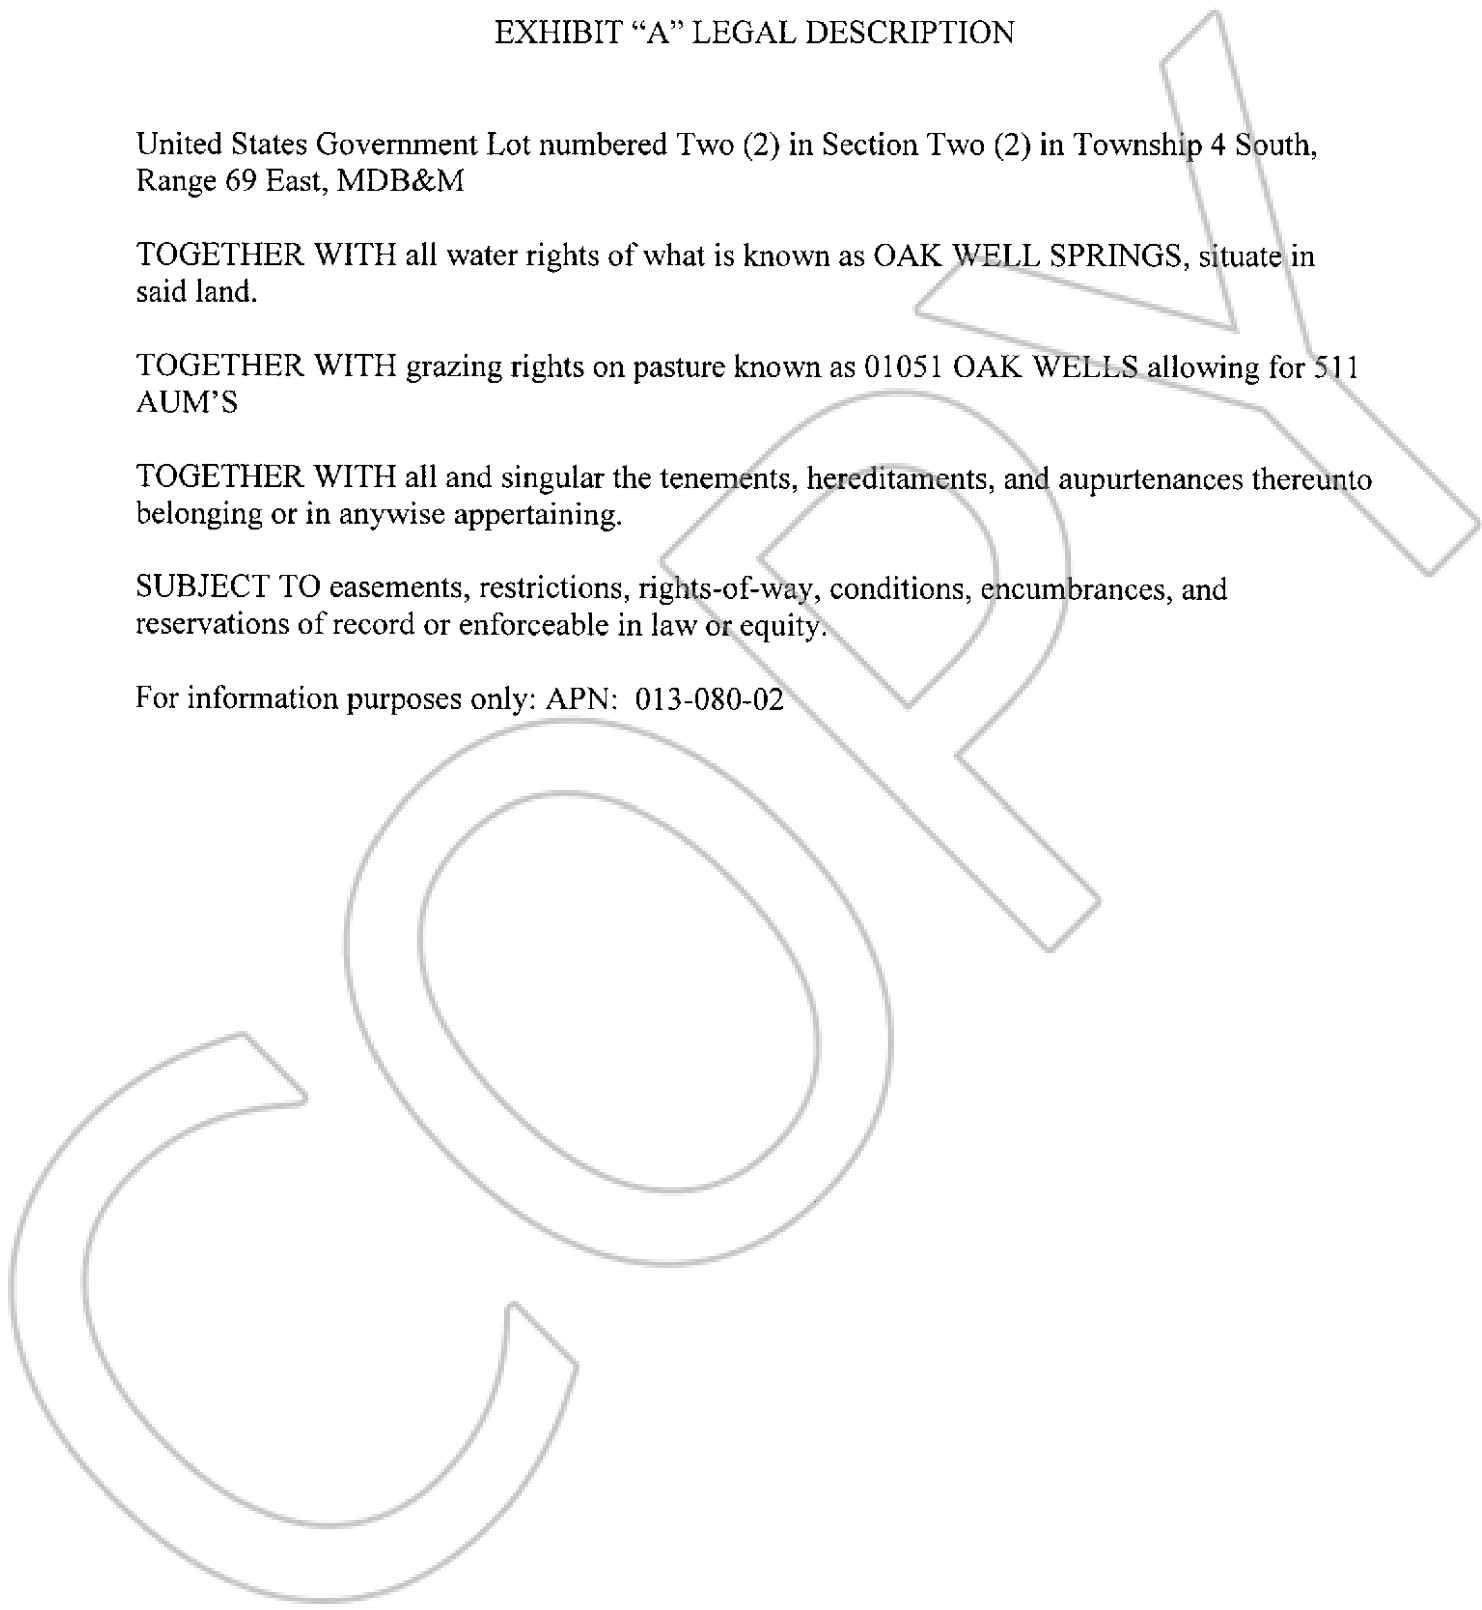 EXHIBIT “A” LEGAL DESCRIPTION
United States Government Lot numbered Two (2) in Section Two (2) in Township 4 South,
Range 69 East, MDB&M
TOGETHER WITH all water rights of what is known as OAK WELL SPRINGS, situate in
said land.
TOGETHER WITH grazing rights on pasture known as 01051 OAK WELLS allowing for 511
AUM’S
TOGETHER WITH all and singular the tenements, hereditaments, and aupurtenances thereunto
belonging or in anywise appertaining.
SUBJECT TO easements, restrictions, rights-of-way, conditions, encumbrances, and
reservations of record or enforceable in law or equity.
For information purposes only: APN: 013-080-02
COPY